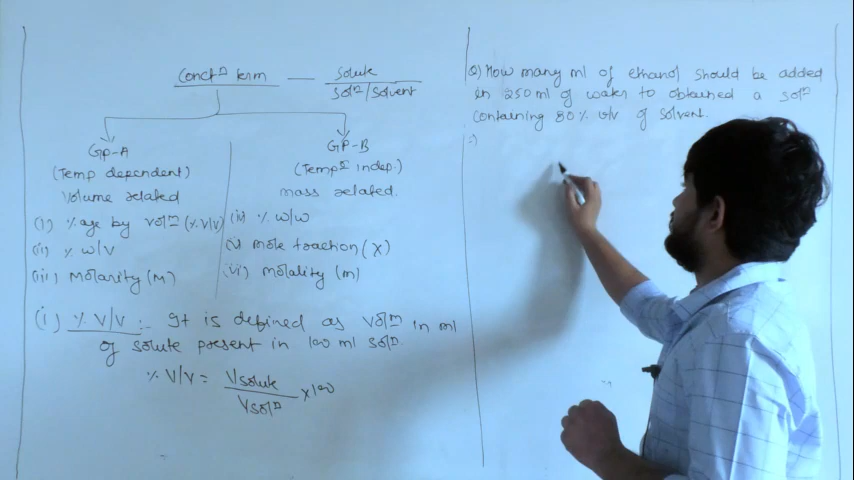 Concⁿ term — Solute
Solⁿ/Solvent
GP-A
(Temp dependent)
Volume related
(i) % age by volᵐ (% V/V)
(ii) % w/v
(iii) Molarity (M)
GP-B
(Tempᵣ indep.)
mass related.
(iv) % w/w
(v) mole fraction (χ)
(vi) molality (m)
(i) % V/V :- It is defined as volᵐ in ml
of solute present in 100 ml solⁿ.
% V/V = Vsolute
Vsolⁿ × 100
Q) How many ml of ethanol should be added
in 250 ml of water to obtained a solⁿ
containing 80 % v/v of solvent.
:)